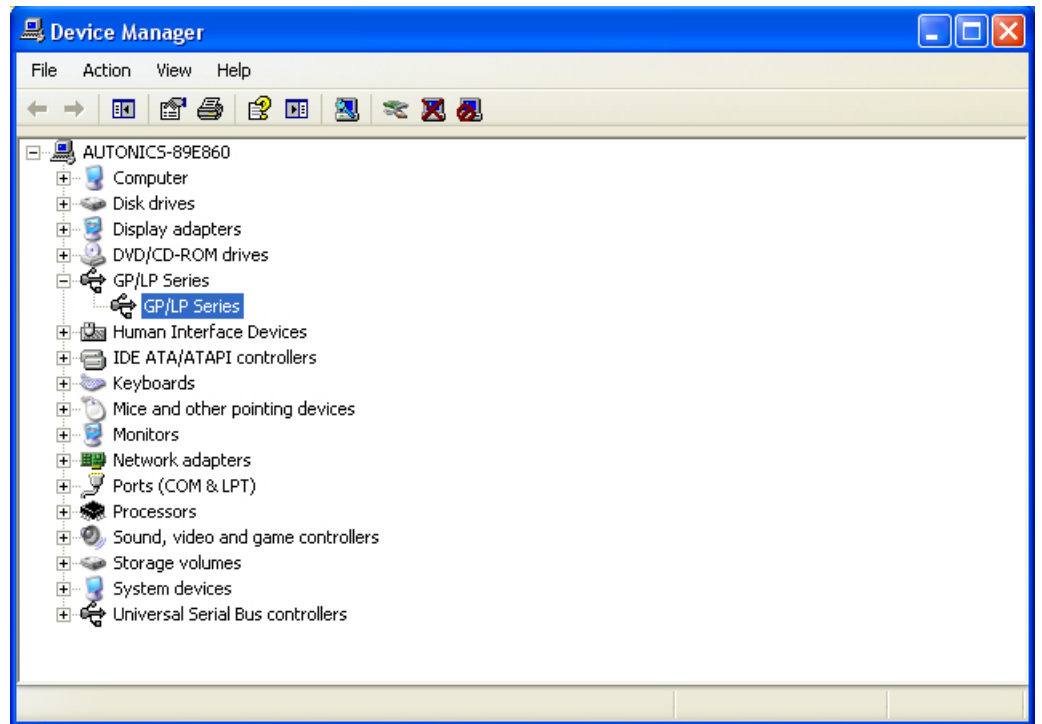 Device Manager
File Action View Help
AUTONICS-89E860
Computer
Disk drives
Display adapters
DVD/CD-ROM drives
GP/LP Series
GP/LP Series
Human Interface Devices
IDE ATA/ATAPI controllers
Keyboards
Mice and other pointing devices
Monitors
Network adapters
Ports (COM & LPT)
Processors
Sound, video and game controllers
Storage volumes
System devices
Universal Serial Bus controllers